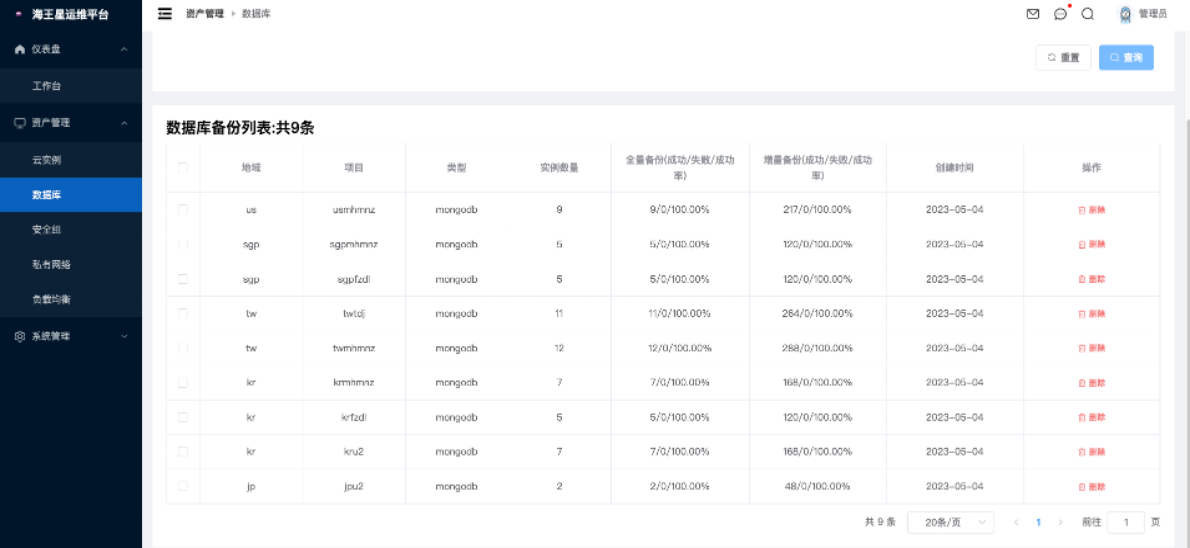 海王星运维平台
资产管理 数据库
管理员
仪表盘
工作台
资产管理
云实例
数据库
安全组
私有网络
负载均衡
系统管理
重置 查询
数据库备份列表:共9条
地域 项目 类型 实例数量 全量备份(成功/失败/成功率) 增量备份(成功/失败/成功率) 创建时间 操作
us usmhmnz mongodb 9 9/0/100.00% 217/0/100.00% 2023-05-04 删除
sgp sgpmhmnz mongodb 5 5/0/100.00% 120/0/100.00% 2023-05-04 删除
sgp sgpfzdl mongodb 5 5/0/100.00% 120/0/100.00% 2023-05-04 删除
tw twtdj mongodb 11 11/0/100.00% 264/0/100.00% 2023-05-04 删除
tw twmhmnz mongodb 12 12/0/100.00% 288/0/100.00% 2023-05-04 删除
kr krmhmnz mongodb 7 7/0/100.00% 168/0/100.00% 2023-05-04 删除
kr krfzdl mongodb 5 5/0/100.00% 120/0/100.00% 2023-05-04 删除
kr kru2 mongodb 7 7/0/100.00% 168/0/100.00% 2023-05-04 删除
jp jpu2 mongodb 2 2/0/100.00% 48/0/100.00% 2023-05-04 删除
共 9 条 20条/页 1 前往 1 页